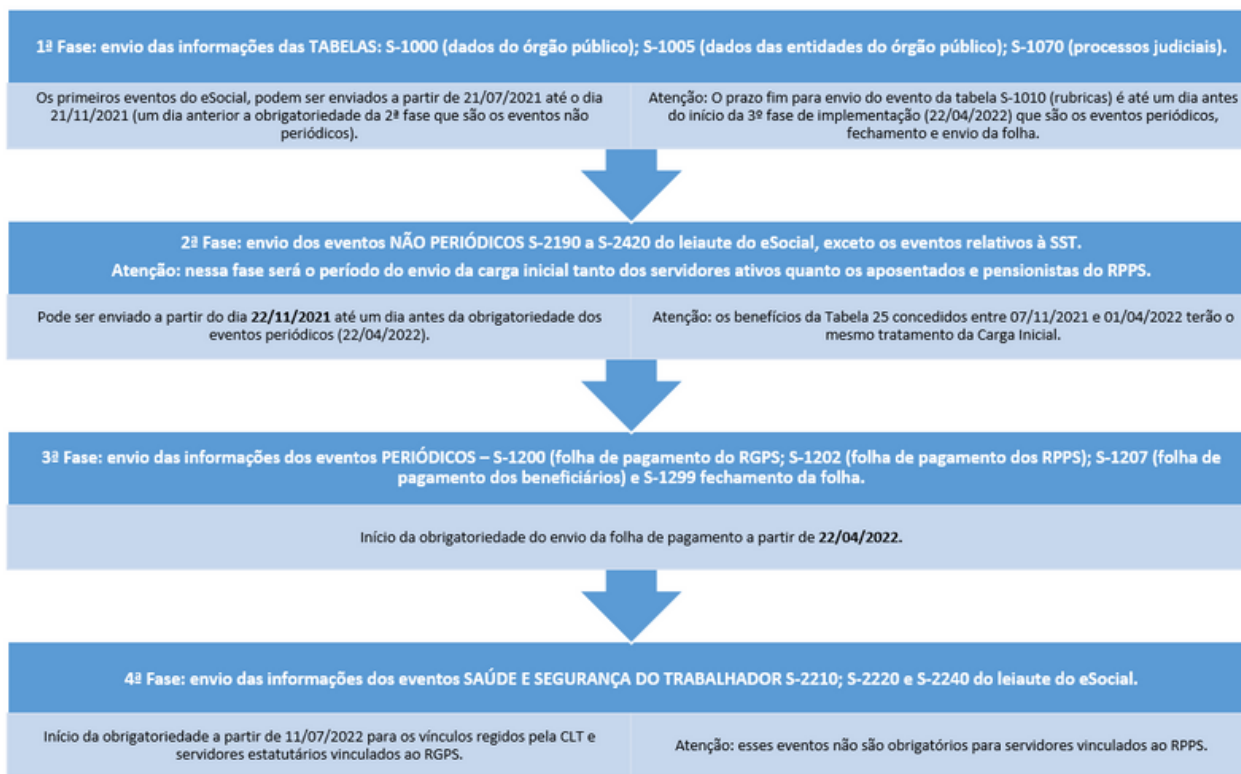 1ª Fase: envio das informações das TABELAS: S-1000 (dados do órgão público); S-1005 (dados das entidades do órgão público); S-1070 (processos judiciais).
Os primeiros eventos do eSocial, podem ser enviados a partir de 21/07/2021 até o dia
21/11/2021 (um dia anterior a obrigatoriedade da 2ª fase que são os eventos não
periódicos).
Atenção: O prazo fim para envio do evento da tabela S-1010 (rubricas) é até um dia antes
do início da 3º fase de implementação (22/04/2022) que são os eventos periódicos,
fechamento e envio da folha.
2ª Fase: envio dos eventos NÃO PERIÓDICOS S-2190 a S-2420 do leiaute do eSocial, exceto os eventos relativos à SST.
Atenção: nessa fase será o período do envio da carga inicial tanto dos servidores ativos quanto os aposentados e pensionistas do RPPS.
Pode ser enviado a partir do dia 22/11/2021 até um dia antes da obrigatoriedade dos
eventos periódicos (22/04/2022).
Atenção: os benefícios da Tabela 25 concedidos entre 07/11/2021 e 01/04/2022 terão o
mesmo tratamento da Carga Inicial.
3ª Fase: envio das informações dos eventos PERIÓDICOS – S-1200 (folha de pagamento do RGPS; S-1202 (folha de pagamento dos RPPS); S-1207 (folha de
pagamento dos beneficiários) e S-1299 fechamento da folha.
Início da obrigatoriedade do envio da folha de pagamento a partir de 22/04/2022.
4ª Fase: envio das informações dos eventos SAÚDE E SEGURANÇA DO TRABALHADOR S-2210; S-2220 e S-2240 do leiaute do eSocial.
Início da obrigatoriedade a partir de 11/07/2022 para os vínculos regidos pela CLT e
servidores estatutários vinculados ao RGPS.
Atenção: esses eventos não são obrigatórios para servidores vinculados ao RPPS.